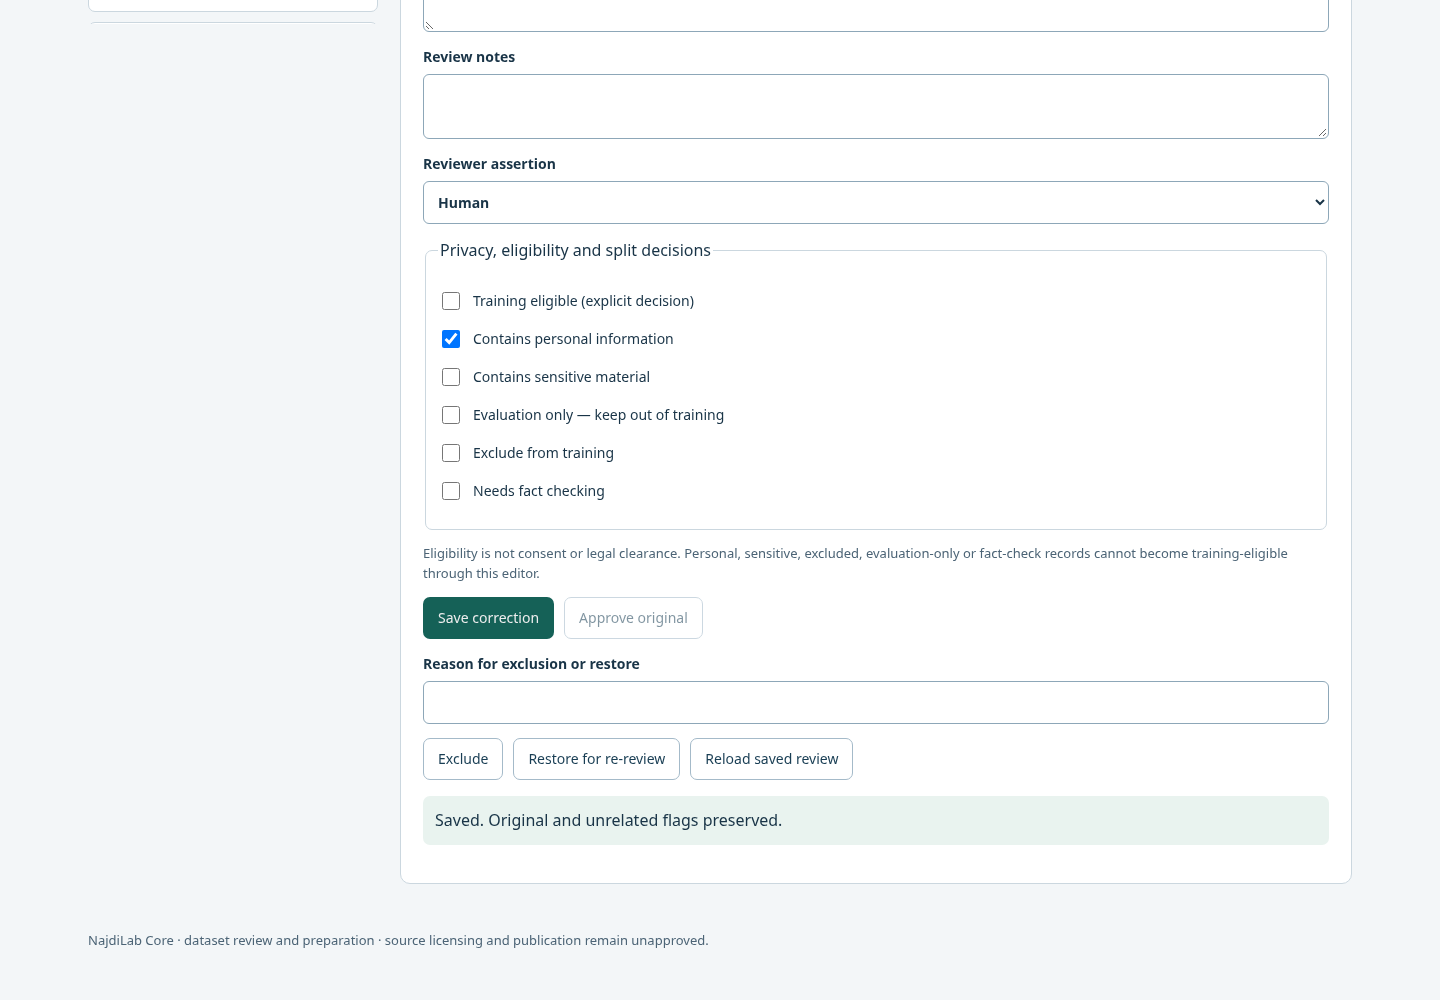 Review notes
Reviewer assertion
Human
Privacy, eligibility and split decisions
Training eligible (explicit decision)
Contains personal information
Contains sensitive material
Evaluation only — keep out of training
Exclude from training
Needs fact checking
Eligibility is not consent or legal clearance. Personal, sensitive, excluded, evaluation-only or fact-check records cannot become training-eligible
through this editor.
Save correction Approve original
Reason for exclusion or restore
Exclude Restore for re-review Reload saved review
Saved. Original and unrelated flags preserved.
NajdiLab Core · dataset review and preparation · source licensing and publication remain unapproved.